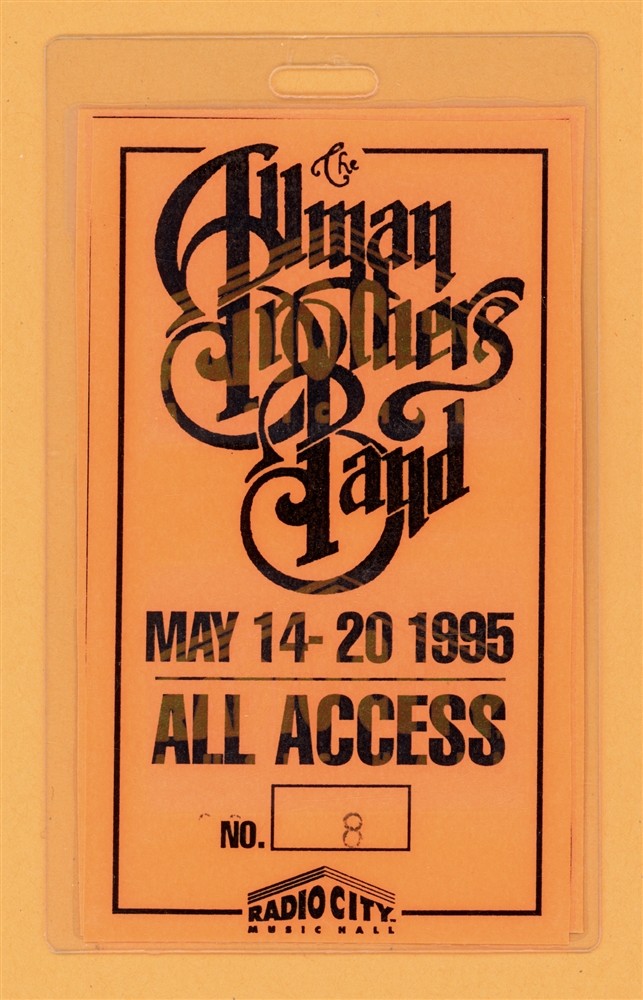 The
Allman
Brothers
Band
MAY 14- 20 1995
ALL ACCESS
NO. 8
RADIO CITY
MUSIC HALL